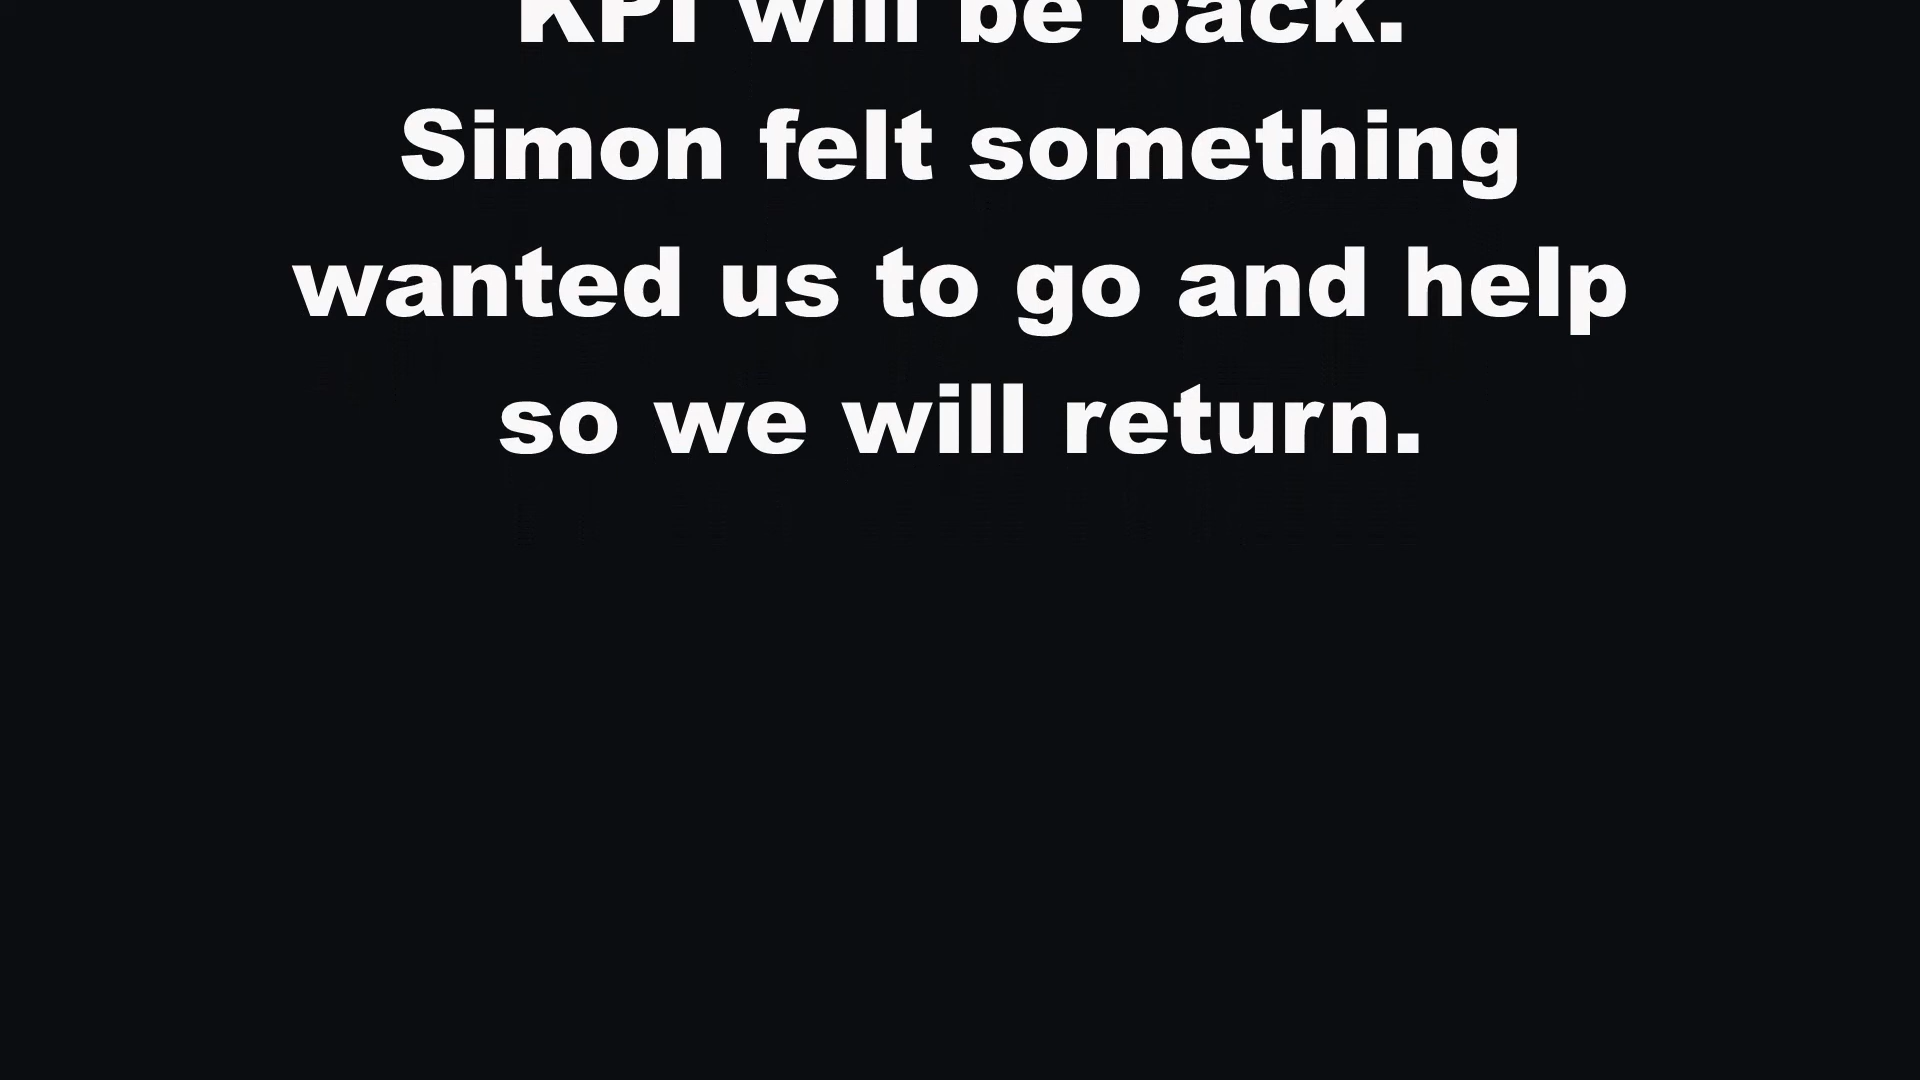 KPI will be back.
Simon felt something
wanted us to go and help
so we will return.